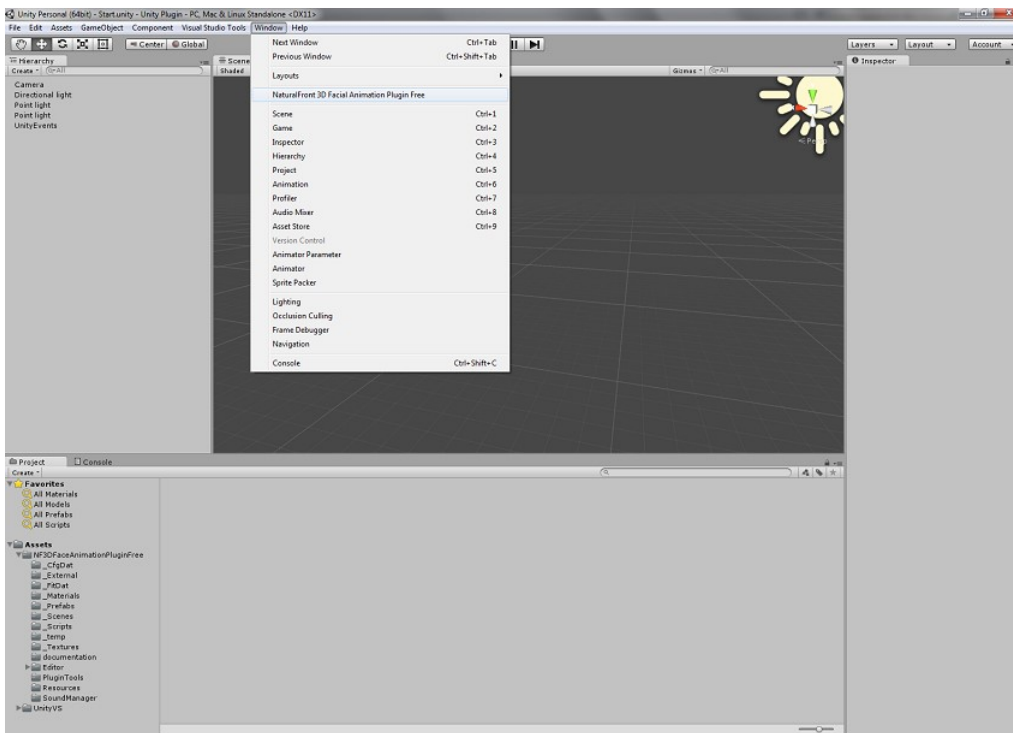 Unity Personal (64bit) - Start.unity - Unity Plugin - PC, Mac & Linux Standalone <DX11>
File Edit Assets GameObject Component Visual Studio Tools Window Help
Center Global Layers Layout Account
Hierarchy
Create All
Camera
Directional light
Point light
Point light
UnityEvents
Scene
Shaded
Gizmos All
< Persp
Inspector
Next Window Ctrl+Tab
Previous Window Ctrl+Shift+Tab
Layouts
NaturalFront 3D Facial Animation Plugin Free
Scene Ctrl+1
Game Ctrl+2
Inspector Ctrl+3
Hierarchy Ctrl+4
Project Ctrl+5
Animation Ctrl+6
Profiler Ctrl+7
Audio Mixer Ctrl+8
Asset Store Ctrl+9
Version Control
Animator Parameter
Animator
Sprite Packer
Lighting
Occlusion Culling
Frame Debugger
Navigation
Console Ctrl+Shift+C
Project Console
Create
Favorites
All Materials
All Models
All Prefabs
All Scripts
Assets
NF3DFaceAnimationPluginFree
_CfgDat
_External
_FitDat
_Materials
_Prefabs
_Scenes
_Scripts
_temp
_Textures
documentation
Editor
PluginTools
Resources
SoundManager
UnityVS